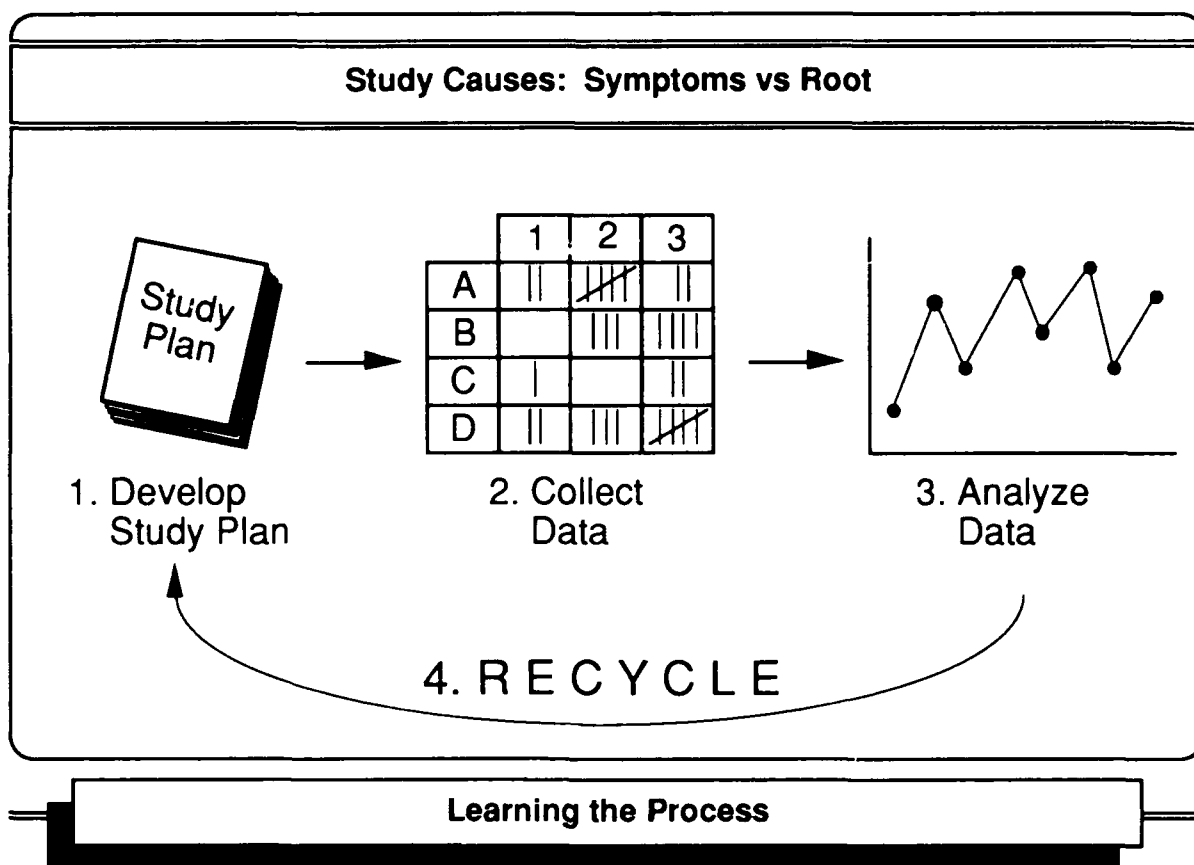 Study Causes: Symptoms vs Root
Study
Plan
1 2 3
A
B
C
D
1. Develop
Study Plan
2. Collect
Data
3. Analyze
Data
4. R E C Y C L E
Learning the Process